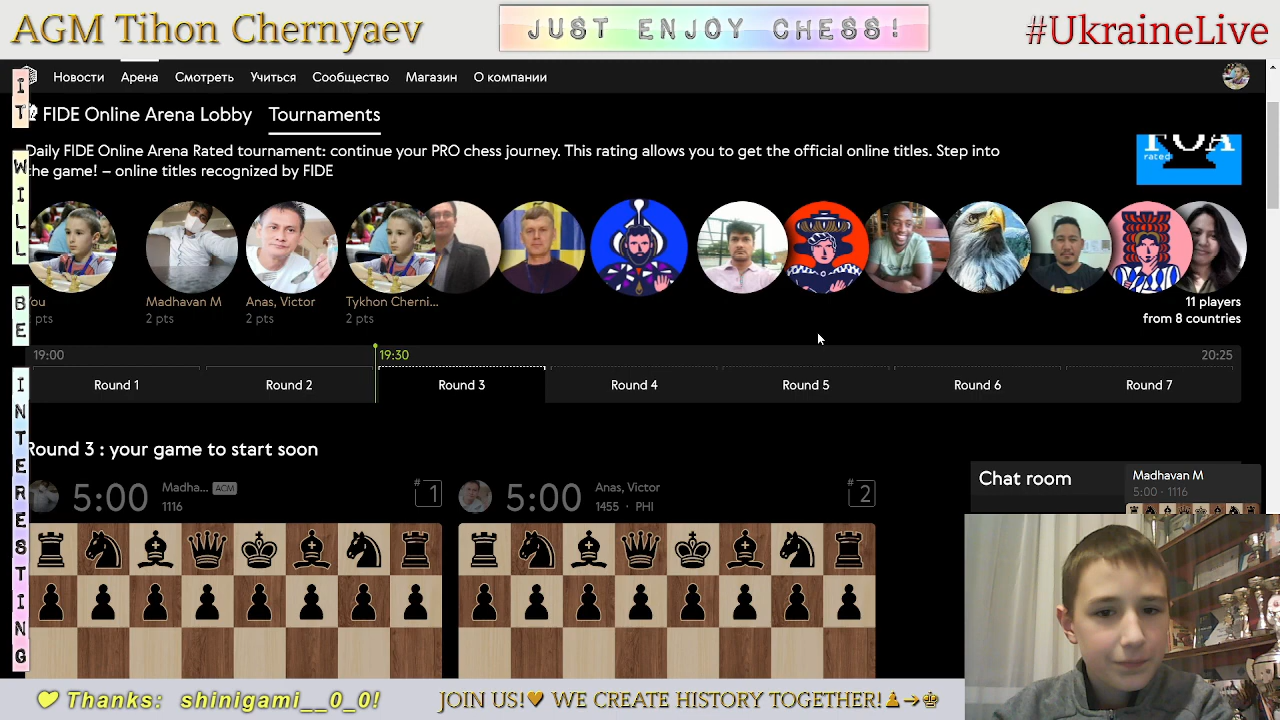 AGM Tihon Chernyaev
JUST ENJOY CHESS!
#UkraineLive
Новости Арена Смотреть Учиться Сообщество Магазин О компании
FIDE Online Arena Lobby Tournaments
Daily FIDE Online Arena Rated tournament: continue your PRO chess journey. This rating allows you to get the official online titles. Step into
the game! – online titles recognized by FIDE
FOA
rated
You
pts
Madhavan M
2 pts
Anas, Victor
2 pts
Tykhon Cherni...
2 pts
11 players
from 8 countries
19:00 19:30 20:25
Round 1 Round 2 Round 3 Round 4 Round 5 Round 6 Round 7
Round 3 : your game to start soon
5:00 Madha... AGM
1116
#1
5:00 Anas, Victor
1455 · PHI
#2
Chat room
Madhavan M
5:00 · 1116
IT WILL BE INTERESTING
Thanks: shinigami__0_0!
JOIN US! WE CREATE HISTORY TOGETHER!